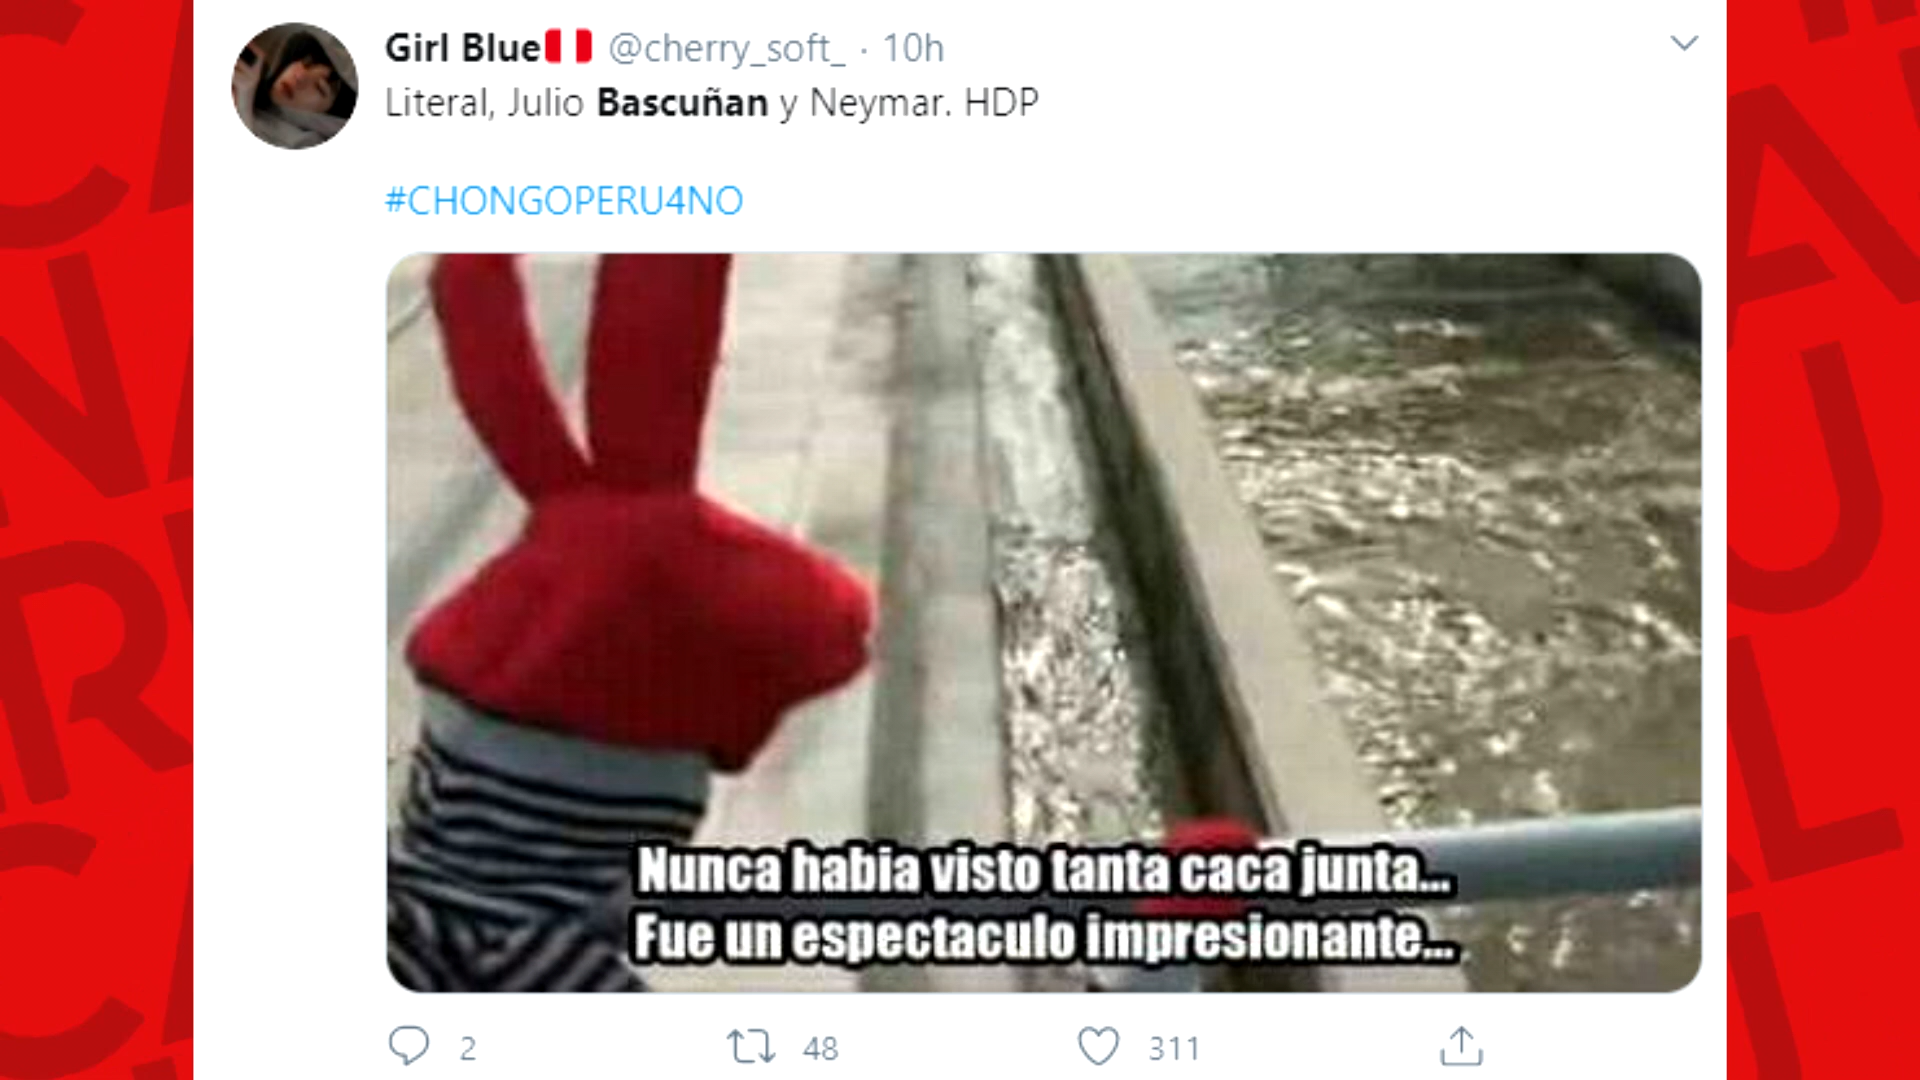 Girl Blue @cherry_soft_ · 10h
Literal, Julio Bascuñan y Neymar. HDP
#CHONGOPERU4NO
Nunca habia visto tanta caca junta...
Fue un espectaculo impresionante...
2 48 311